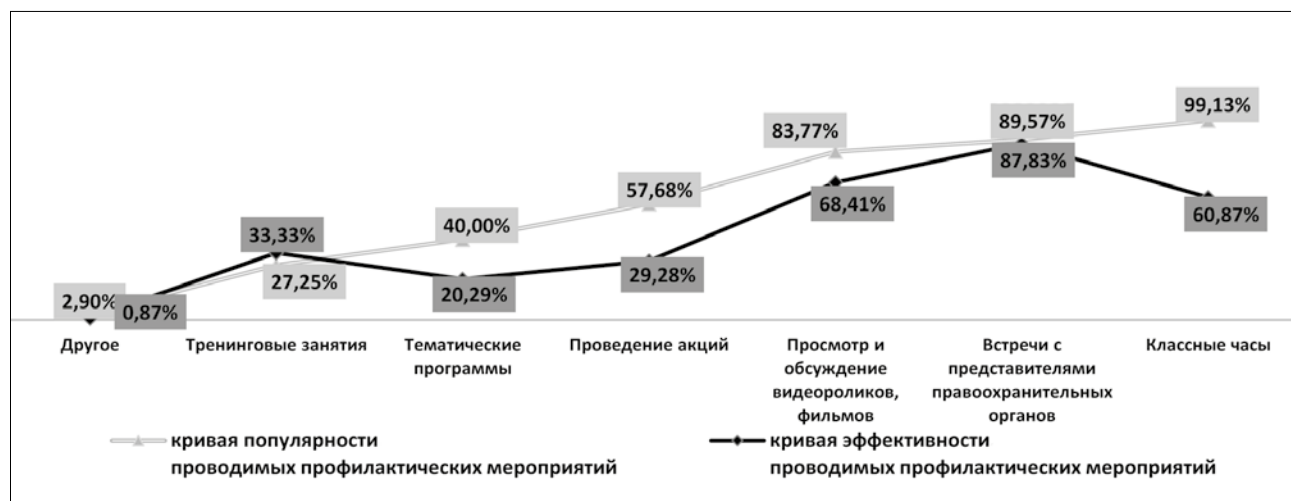 99,13%
89,57%
83,77%
87,83%
57,68%
68,41%
60,87%
33,33%
40,00%
27,25%
29,28%
20,29%
2,90%
0,87%
Другое
Тренинговые занятия
Тематические
программы
Проведение акций
Просмотр и
обсуждение
видеороликов,
фильмов
Встречи с
представителями
правоохранительных
органов
Классные часы
кривая популярности
проводимых профилактических мероприятий
кривая эффективности
проводимых профилактических мероприятий